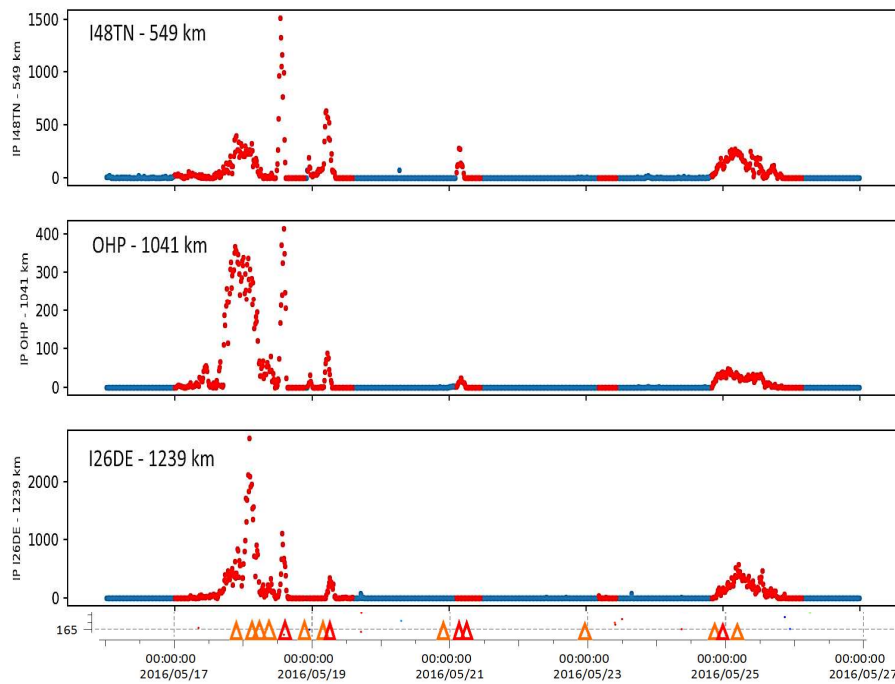 I48TN - 549 km
IP I48TN - 549 km
1500
1000
500
0
OHP - 1041 km
IP OHP - 1041 km
400
300
200
100
0
I26DE - 1239 km
IP I26DE - 1239 km
2000
1000
0
165
00:00:00 00:00:00 00:00:00 00:00:00 00:00:00 00:00:00
2016/05/17 2016/05/19 2016/05/21 2016/05/23 2016/05/25 2016/05/27